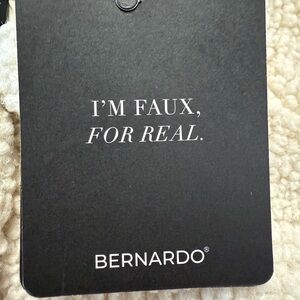 I'M FAUX,
FOR REAL.
BERNARDO®